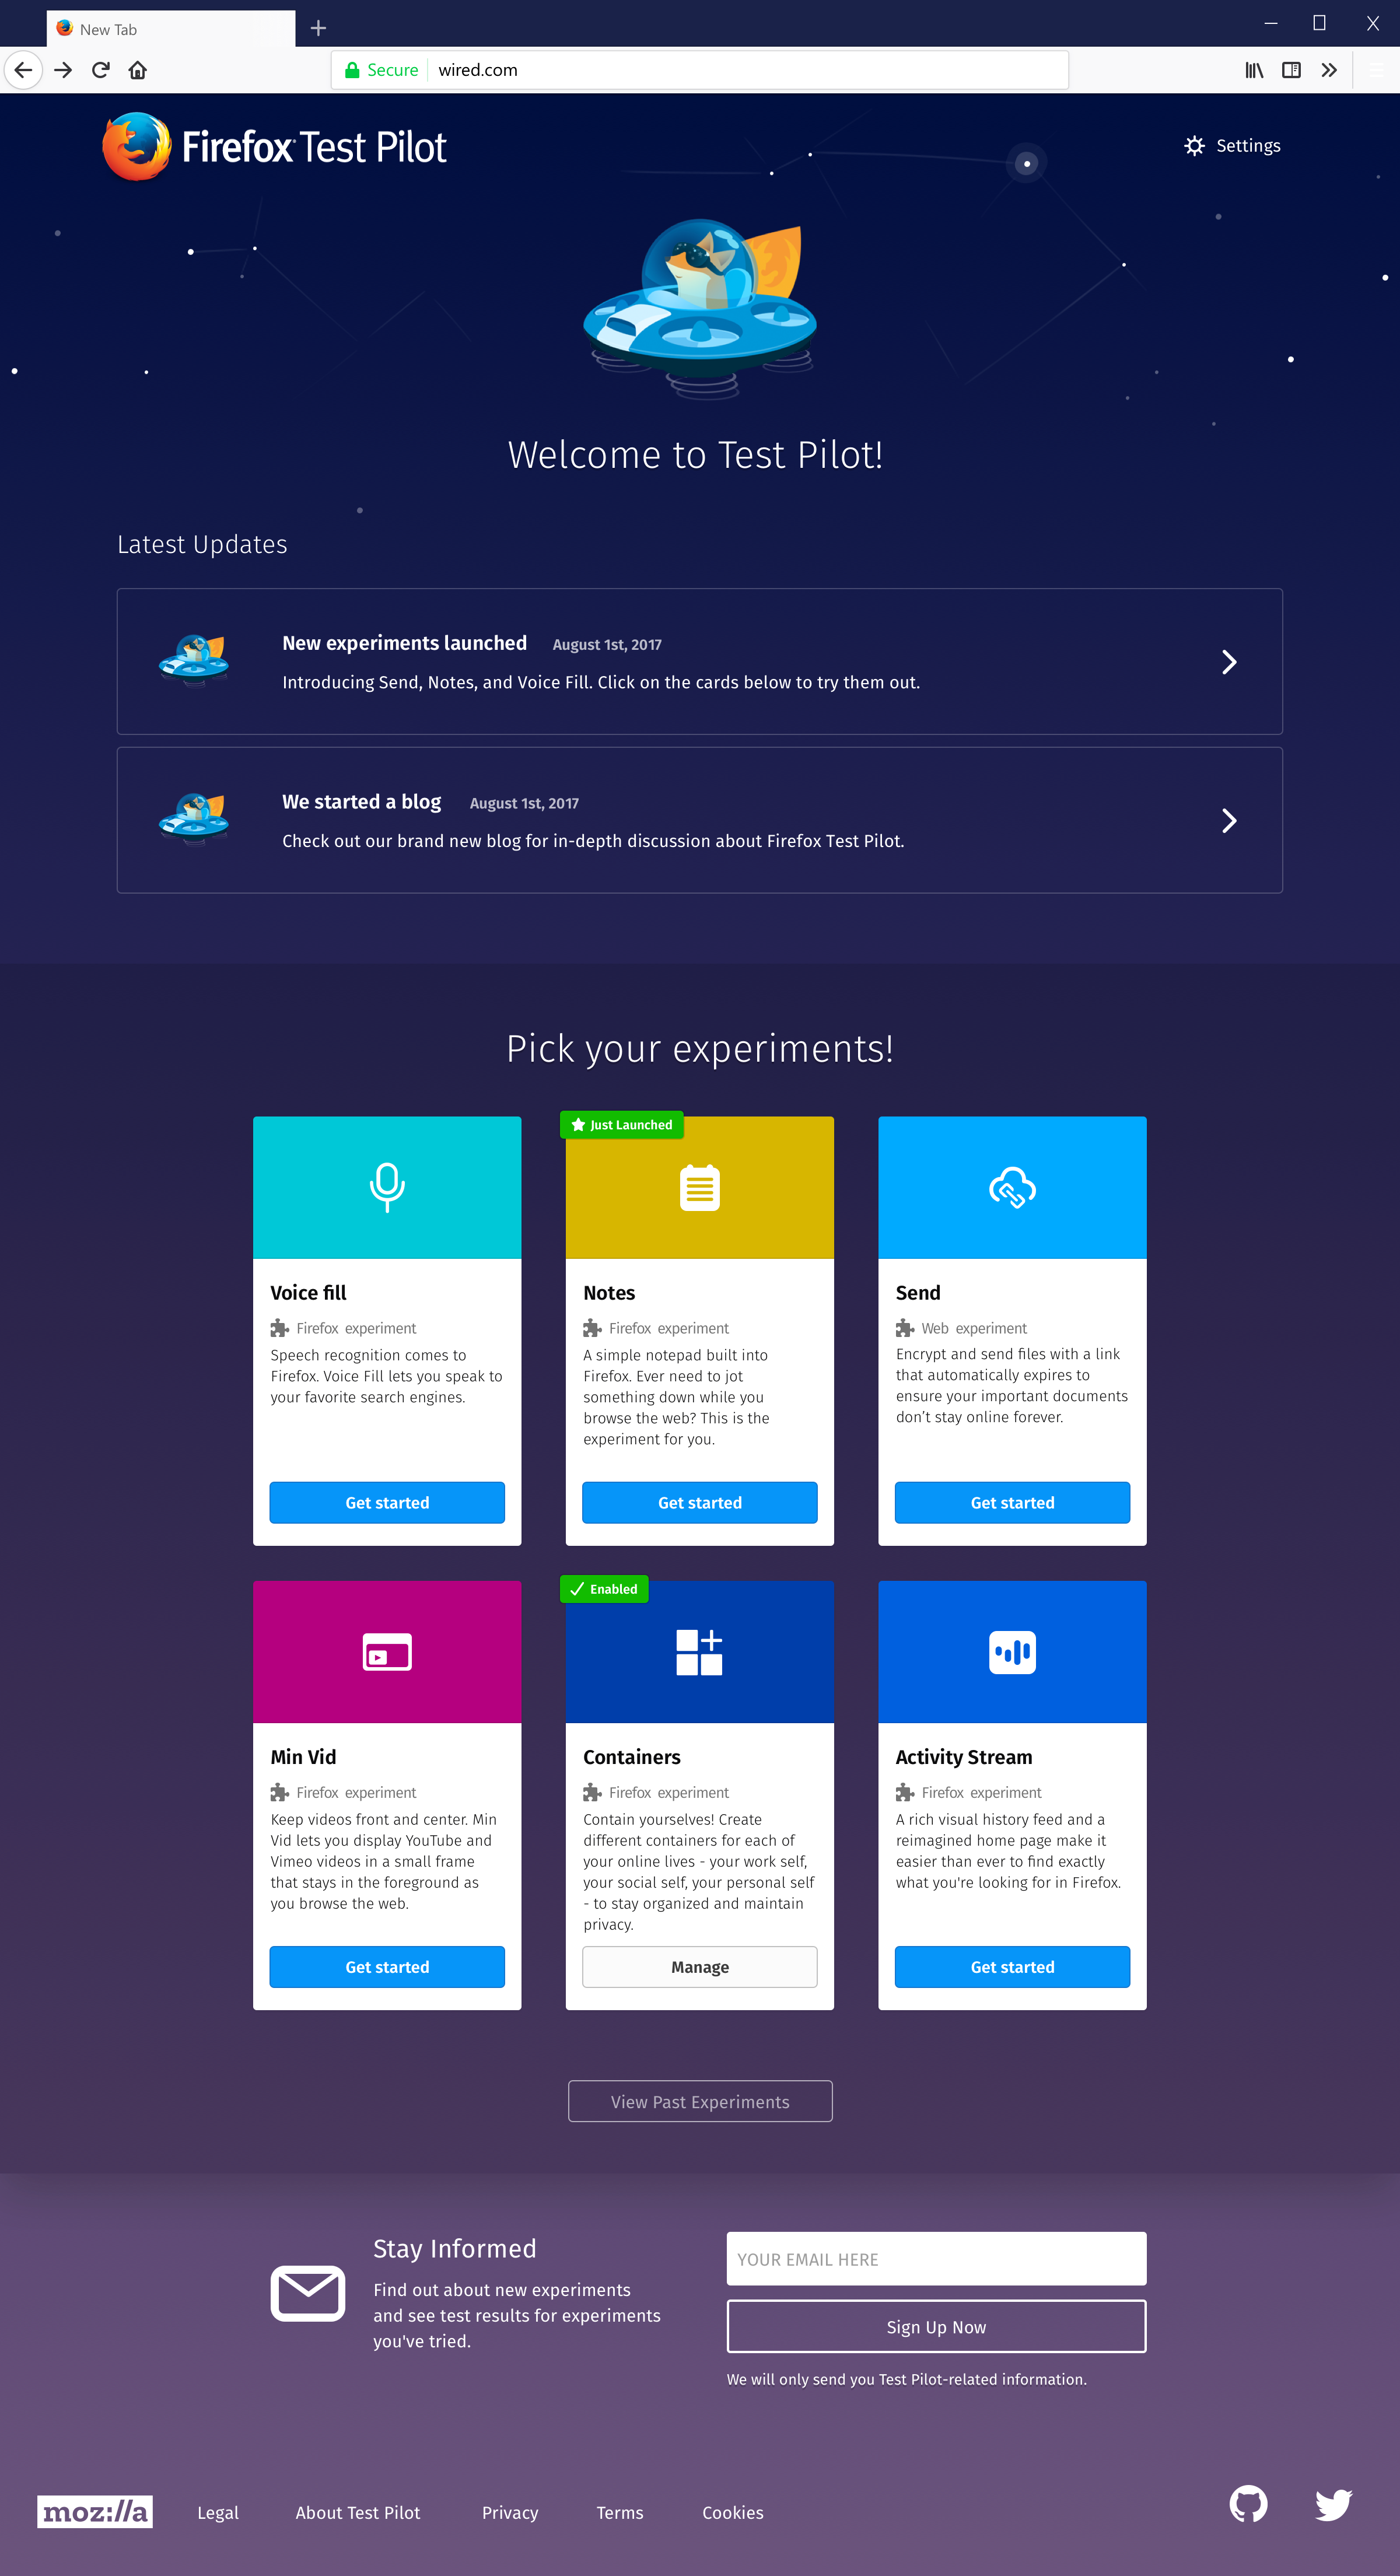 New Tab
Secure
wired.com
Firefox Test Pilot
Settings
Welcome to Test Pilot!
Latest Updates
New experiments launched August 1st, 2017
Introducing Send, Notes, and Voice Fill. Click on the cards below to try them out.
We started a blog August 1st, 2017
Check out our brand new blog for in-depth discussion about Firefox Test Pilot.
Pick your experiments!
Voice fill
Firefox experiment
Speech recognition comes to
Firefox. Voice Fill lets you speak to
your favorite search engines.
Get started
Just Launched
Notes
Firefox experiment
A simple notepad built into
Firefox. Ever need to jot
something down while you
browse the web? This is the
experiment for you.
Get started
Send
Web experiment
Encrypt and send files with a link
that automatically expires to
ensure your important documents
don’t stay online forever.
Get started
Min Vid
Firefox experiment
Keep videos front and center. Min
Vid lets you display YouTube and
Vimeo videos in a small frame
that stays in the foreground as
you browse the web.
Get started
Enabled
Containers
Firefox experiment
Contain yourselves! Create
different containers for each of
your online lives - your work self,
your social self, your personal self
- to stay organized and maintain
privacy.
Manage
Activity Stream
Firefox experiment
A rich visual history feed and a
reimagined home page make it
easier than ever to find exactly
what you're looking for in Firefox.
Get started
View Past Experiments
Stay Informed
Find out about new experiments
and see test results for experiments
you've tried.
YOUR EMAIL HERE
Sign Up Now
We will only send you Test Pilot-related information.
moz://a
Legal
About Test Pilot
Privacy
Terms
Cookies